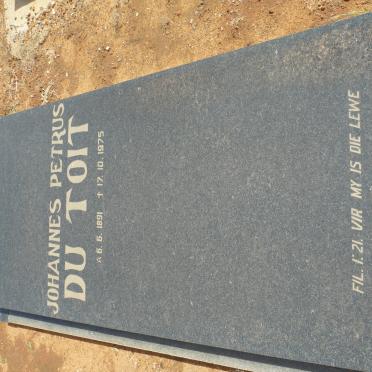 JOHANNES PETRUS
DU TOIT
☆ 6. 6. 1891 † 17. 10. 1975
FIL. 1:21. VIR MY IS DIE LEWE